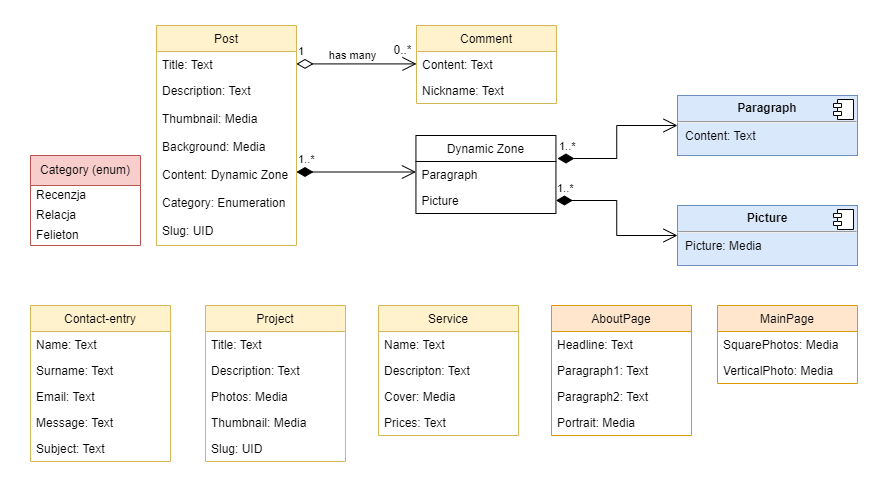 Post
Title: Text
Description: Text
Thumbnail: Media
Background: Media
Content: Dynamic Zone
Category: Enumeration
Slug: UID
1
has many
0..*
Comment
Content: Text
Nickname: Text
Category (enum)
Recenzja
Relacja
Felieton
1..*
Dynamic Zone
Paragraph
Picture
1..*
1..*
Paragraph
Content: Text
Picture
Picture: Media
Contact-entry
Name: Text
Surname: Text
Email: Text
Message: Text
Subject: Text
Project
Title: Text
Description: Text
Photos: Media
Thumbnail: Media
Slug: UID
Service
Name: Text
Descripton: Text
Cover: Media
Prices: Text
AboutPage
Headline: Text
Paragraph1: Text
Paragraph2: Text
Portrait: Media
MainPage
SquarePhotos: Media
VerticalPhoto: Media